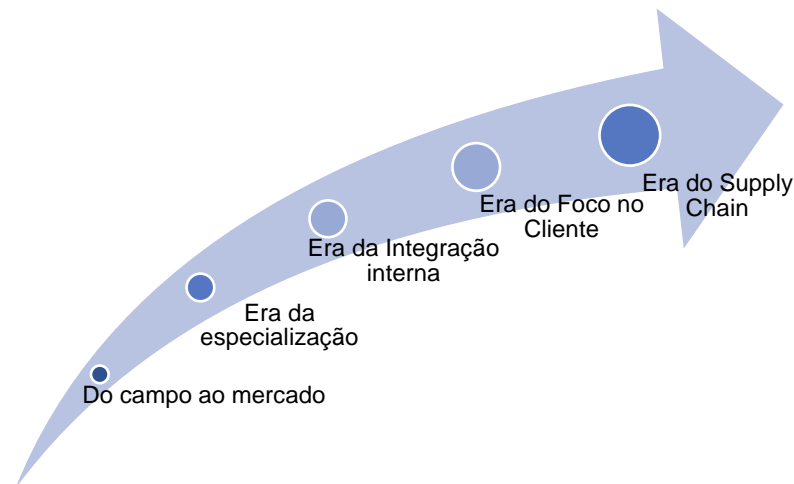 Do campo ao mercado
Era da
especialização
Era da Integração
interna
Era do Foco no
Cliente
Era do Supply
Chain